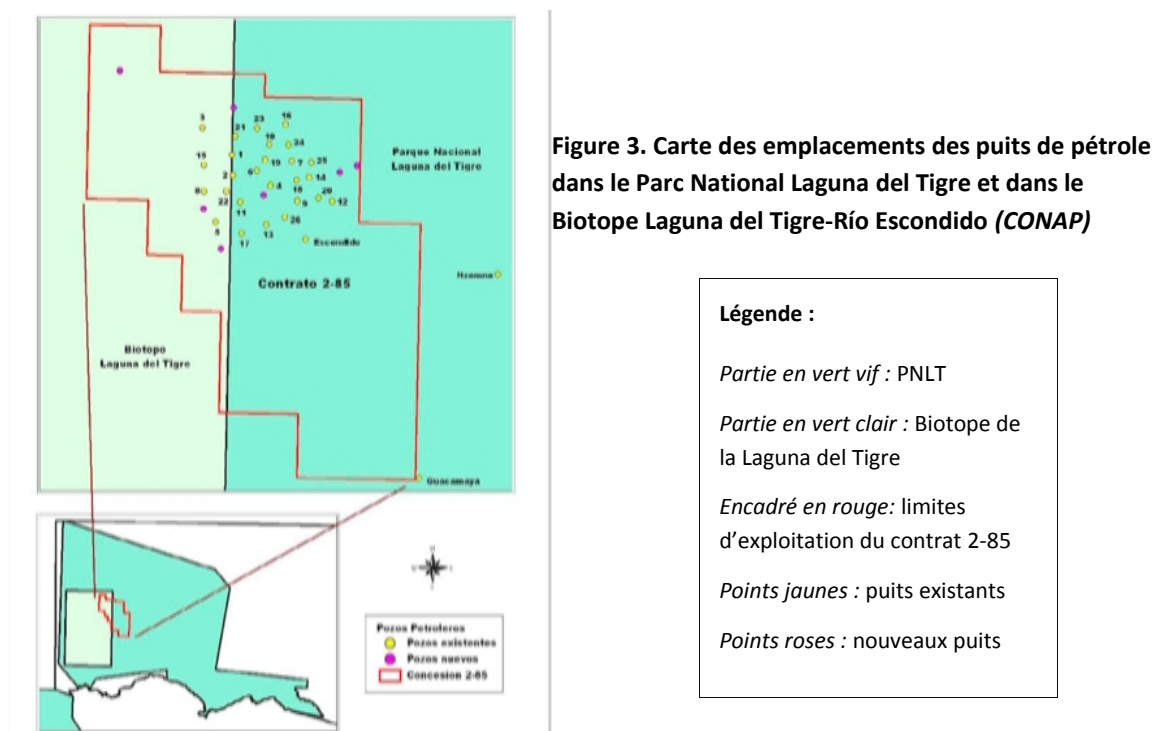 3
23
16
21
19
24
Parque Nacional
Laguna del Tigre
15
1
19
7
25
6
2
14
8
4
18
20
22
9
12
11
26
5
13
17
Escondido
Contrato 2-85
Biotopo
Laguna del Tigre
Guacamaya
Pozos Petroleros
Pozos existentes
Pozos nuevos
Concesion 2-85
Figure 3. Carte des emplacements des puits de pétrole
dans le Parc National Laguna del Tigre et dans le
Biotope Laguna del Tigre-Río Escondido (CONAP)
Légende :
Partie en vert vif : PNLT
Partie en vert clair : Biotope de
la Laguna del Tigre
Encadré en rouge: limites
d’exploitation du contrat 2-85
Points jaunes : puits existants
Points roses : nouveaux puits